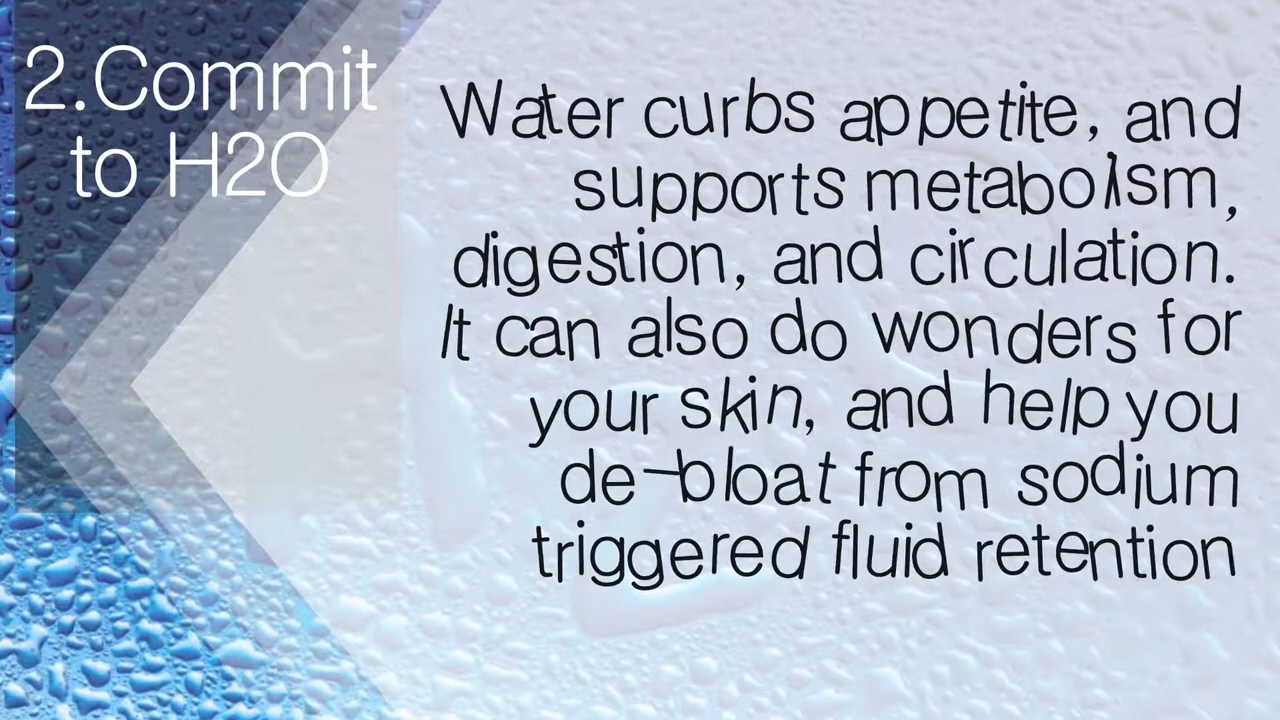 2.Commit
to H2O
Water curbs appetite, and
supports metabolism,
digestion, and circulation.
It can also do wonders for
your skin, and help you
de-bloat from sodium
triggered fluid retention